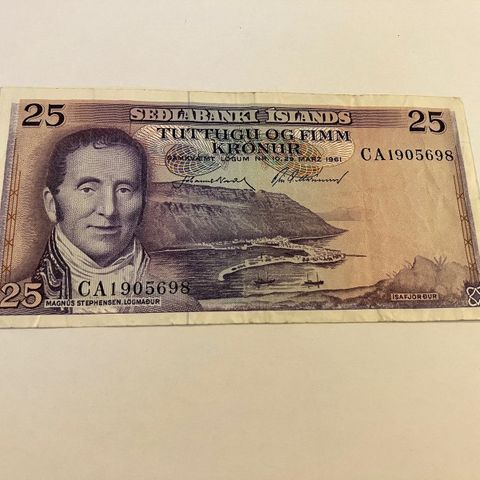 25 SEÐLABANKI ÍSLANDS 25
TUTTUGU OG FIMM
KRÓNUR
SAMKVÆMT LÖGUM NR. 10, 29. MARZ 1961
CA1905698
25 CA1905698
MAGNÚS STEPHENSEN, LÖGMAÐUR
ÍSAFJÖRÐUR